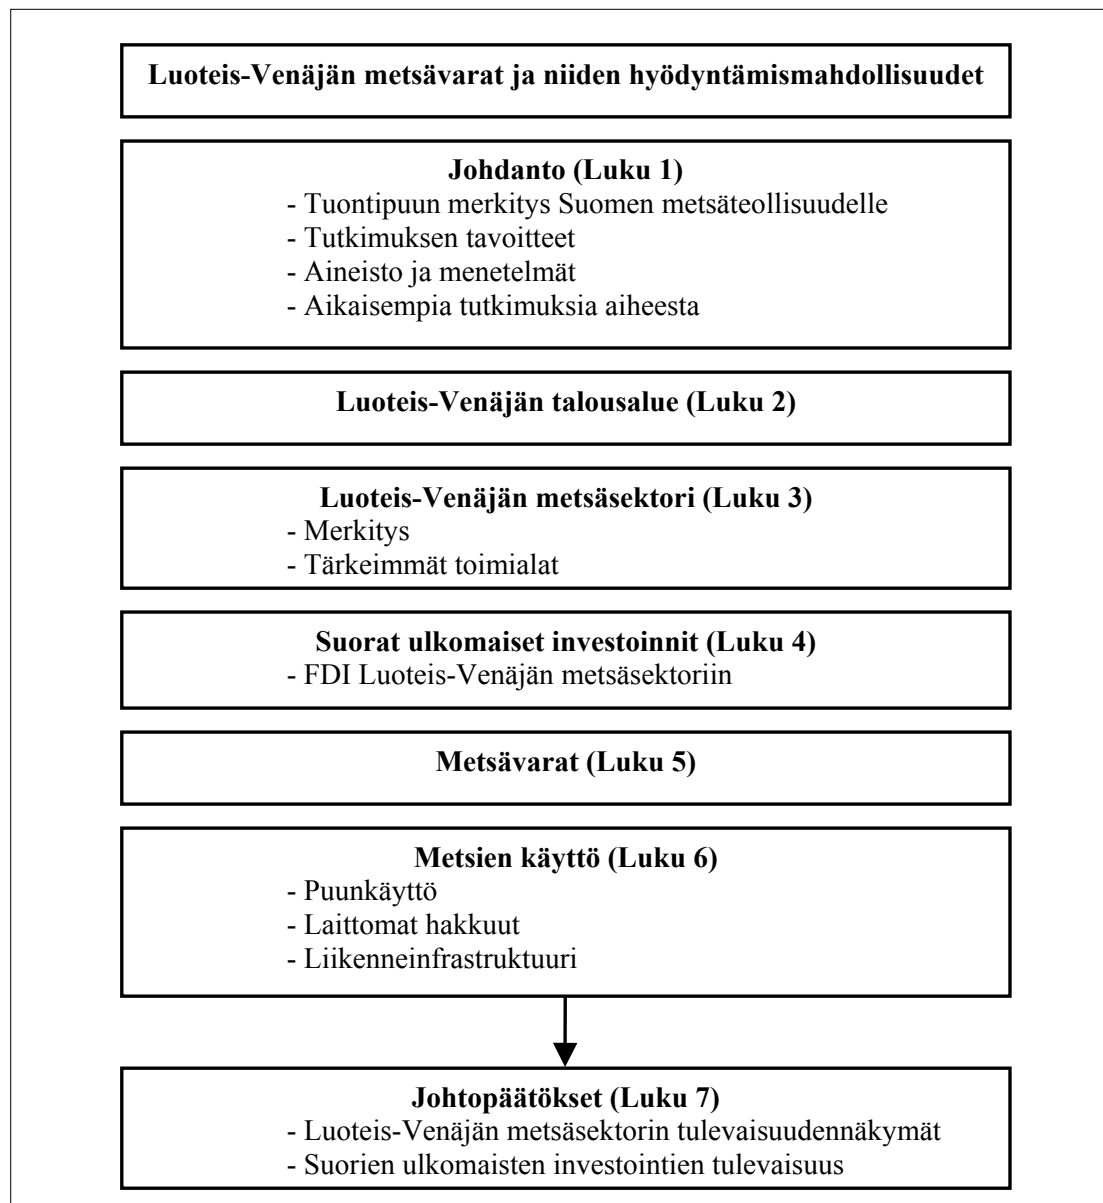 Luoteis-Venäjän metsävarat ja niiden hyödyntämismahdollisuudet
Johdanto (Luku 1)
- Tuontipuun merkitys Suomen metsäteollisuudelle
- Tutkimuksen tavoitteet
- Aineisto ja menetelmät
- Aikaisempia tutkimuksia aiheesta
Luoteis-Venäjän talousalue (Luku 2)
Luoteis-Venäjän metsäsektori (Luku 3)
- Merkitys
- Tärkeimmät toimialat
Suorat ulkomaiset investoinnit (Luku 4)
- FDI Luoteis-Venäjän metsäsektoriin
Metsävarat (Luku 5)
Metsien käyttö (Luku 6)
- Puunkäyttö
- Laittomat hakkuut
- Liikenneinfrastruktuuri
Johtopäätökset (Luku 7)
- Luoteis-Venäjän metsäsektorin tulevaisuudennäkymät
- Suorien ulkomaisten investointien tulevaisuus